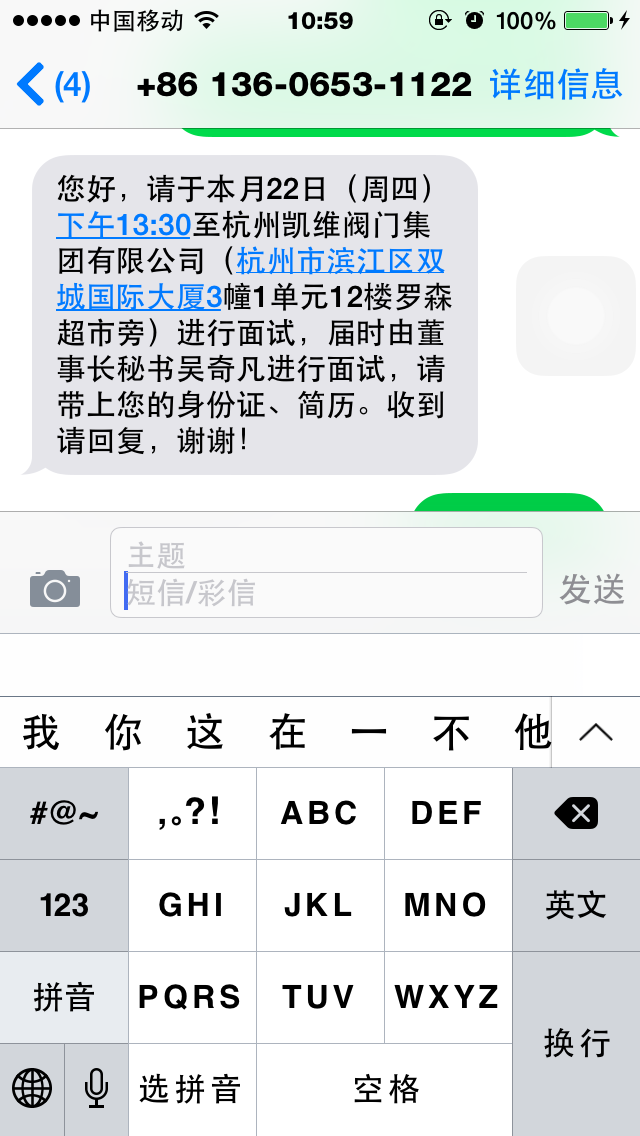 中国移动 10:59 100%
(4) +86 136-0653-1122 详细信息
您好，请于本月22日（周四）
下午13:30至杭州凯维阀门集
团有限公司（杭州市滨江区双
城国际大厦3幢1单元12楼罗森
超市旁）进行面试，届时由董
事长秘书吴奇凡进行面试，请
带上您的身份证、简历。收到
请回复，谢谢！
主题
短信/彩信 发送
我 你 这 在 一 不 他
#@~ ,。?! ABC DEF
123 GHI JKL MNO 英文
拼音 PQRS TUV WXYZ
换行
选拼音 空格